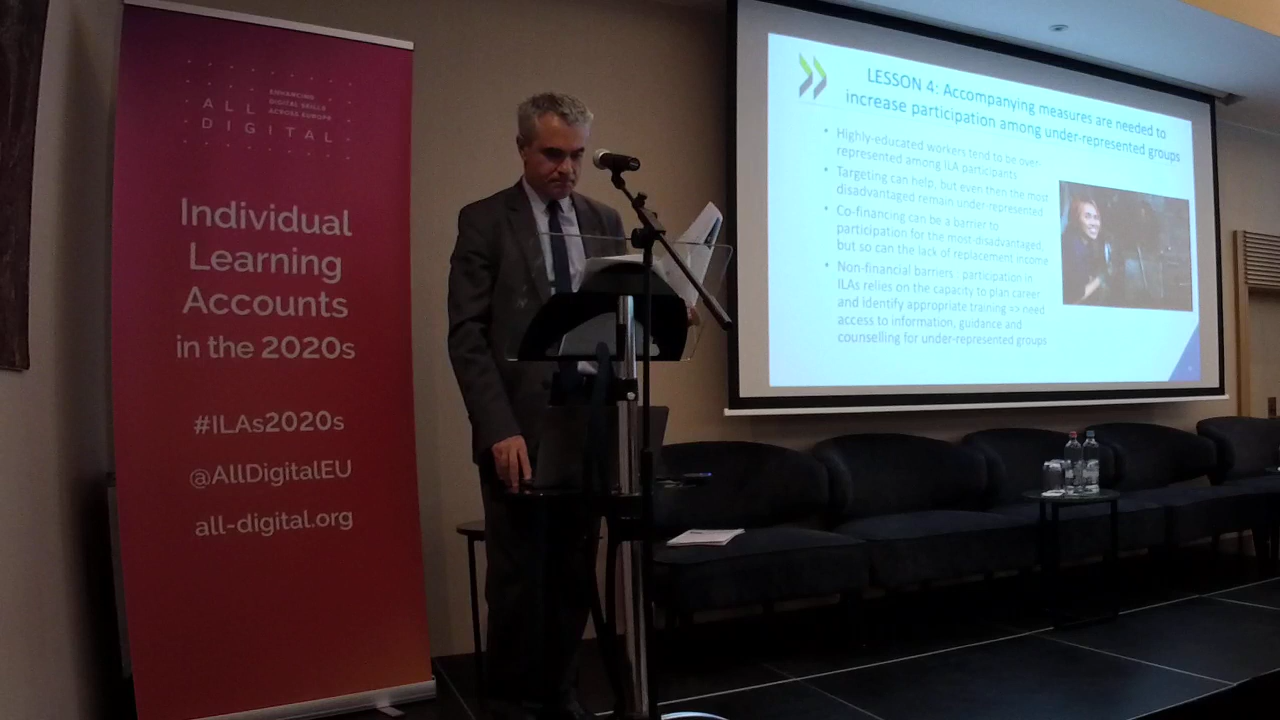 ALL
DIGITAL
ENHANCING
DIGITAL SKILLS
ACROSS EUROPE
Individual
Learning
Accounts
in the 2020s
#ILAs2020s
@AllDigitalEU
all-digital.org
LESSON 4: Accompanying measures are needed to
increase participation among under-represented groups
• Highly-educated workers tend to be over-
represented among ILA participants
• Targeting can help, but even then the most
disadvantaged remain under-represented
• Co-financing can be a barrier to
participation for the most-disadvantaged,
but so can the lack of replacement income
• Non-financial barriers : participation in
ILAs relies on the capacity to plan career
and identify appropriate training => need
access to information, guidance and
counselling for under-represented groups